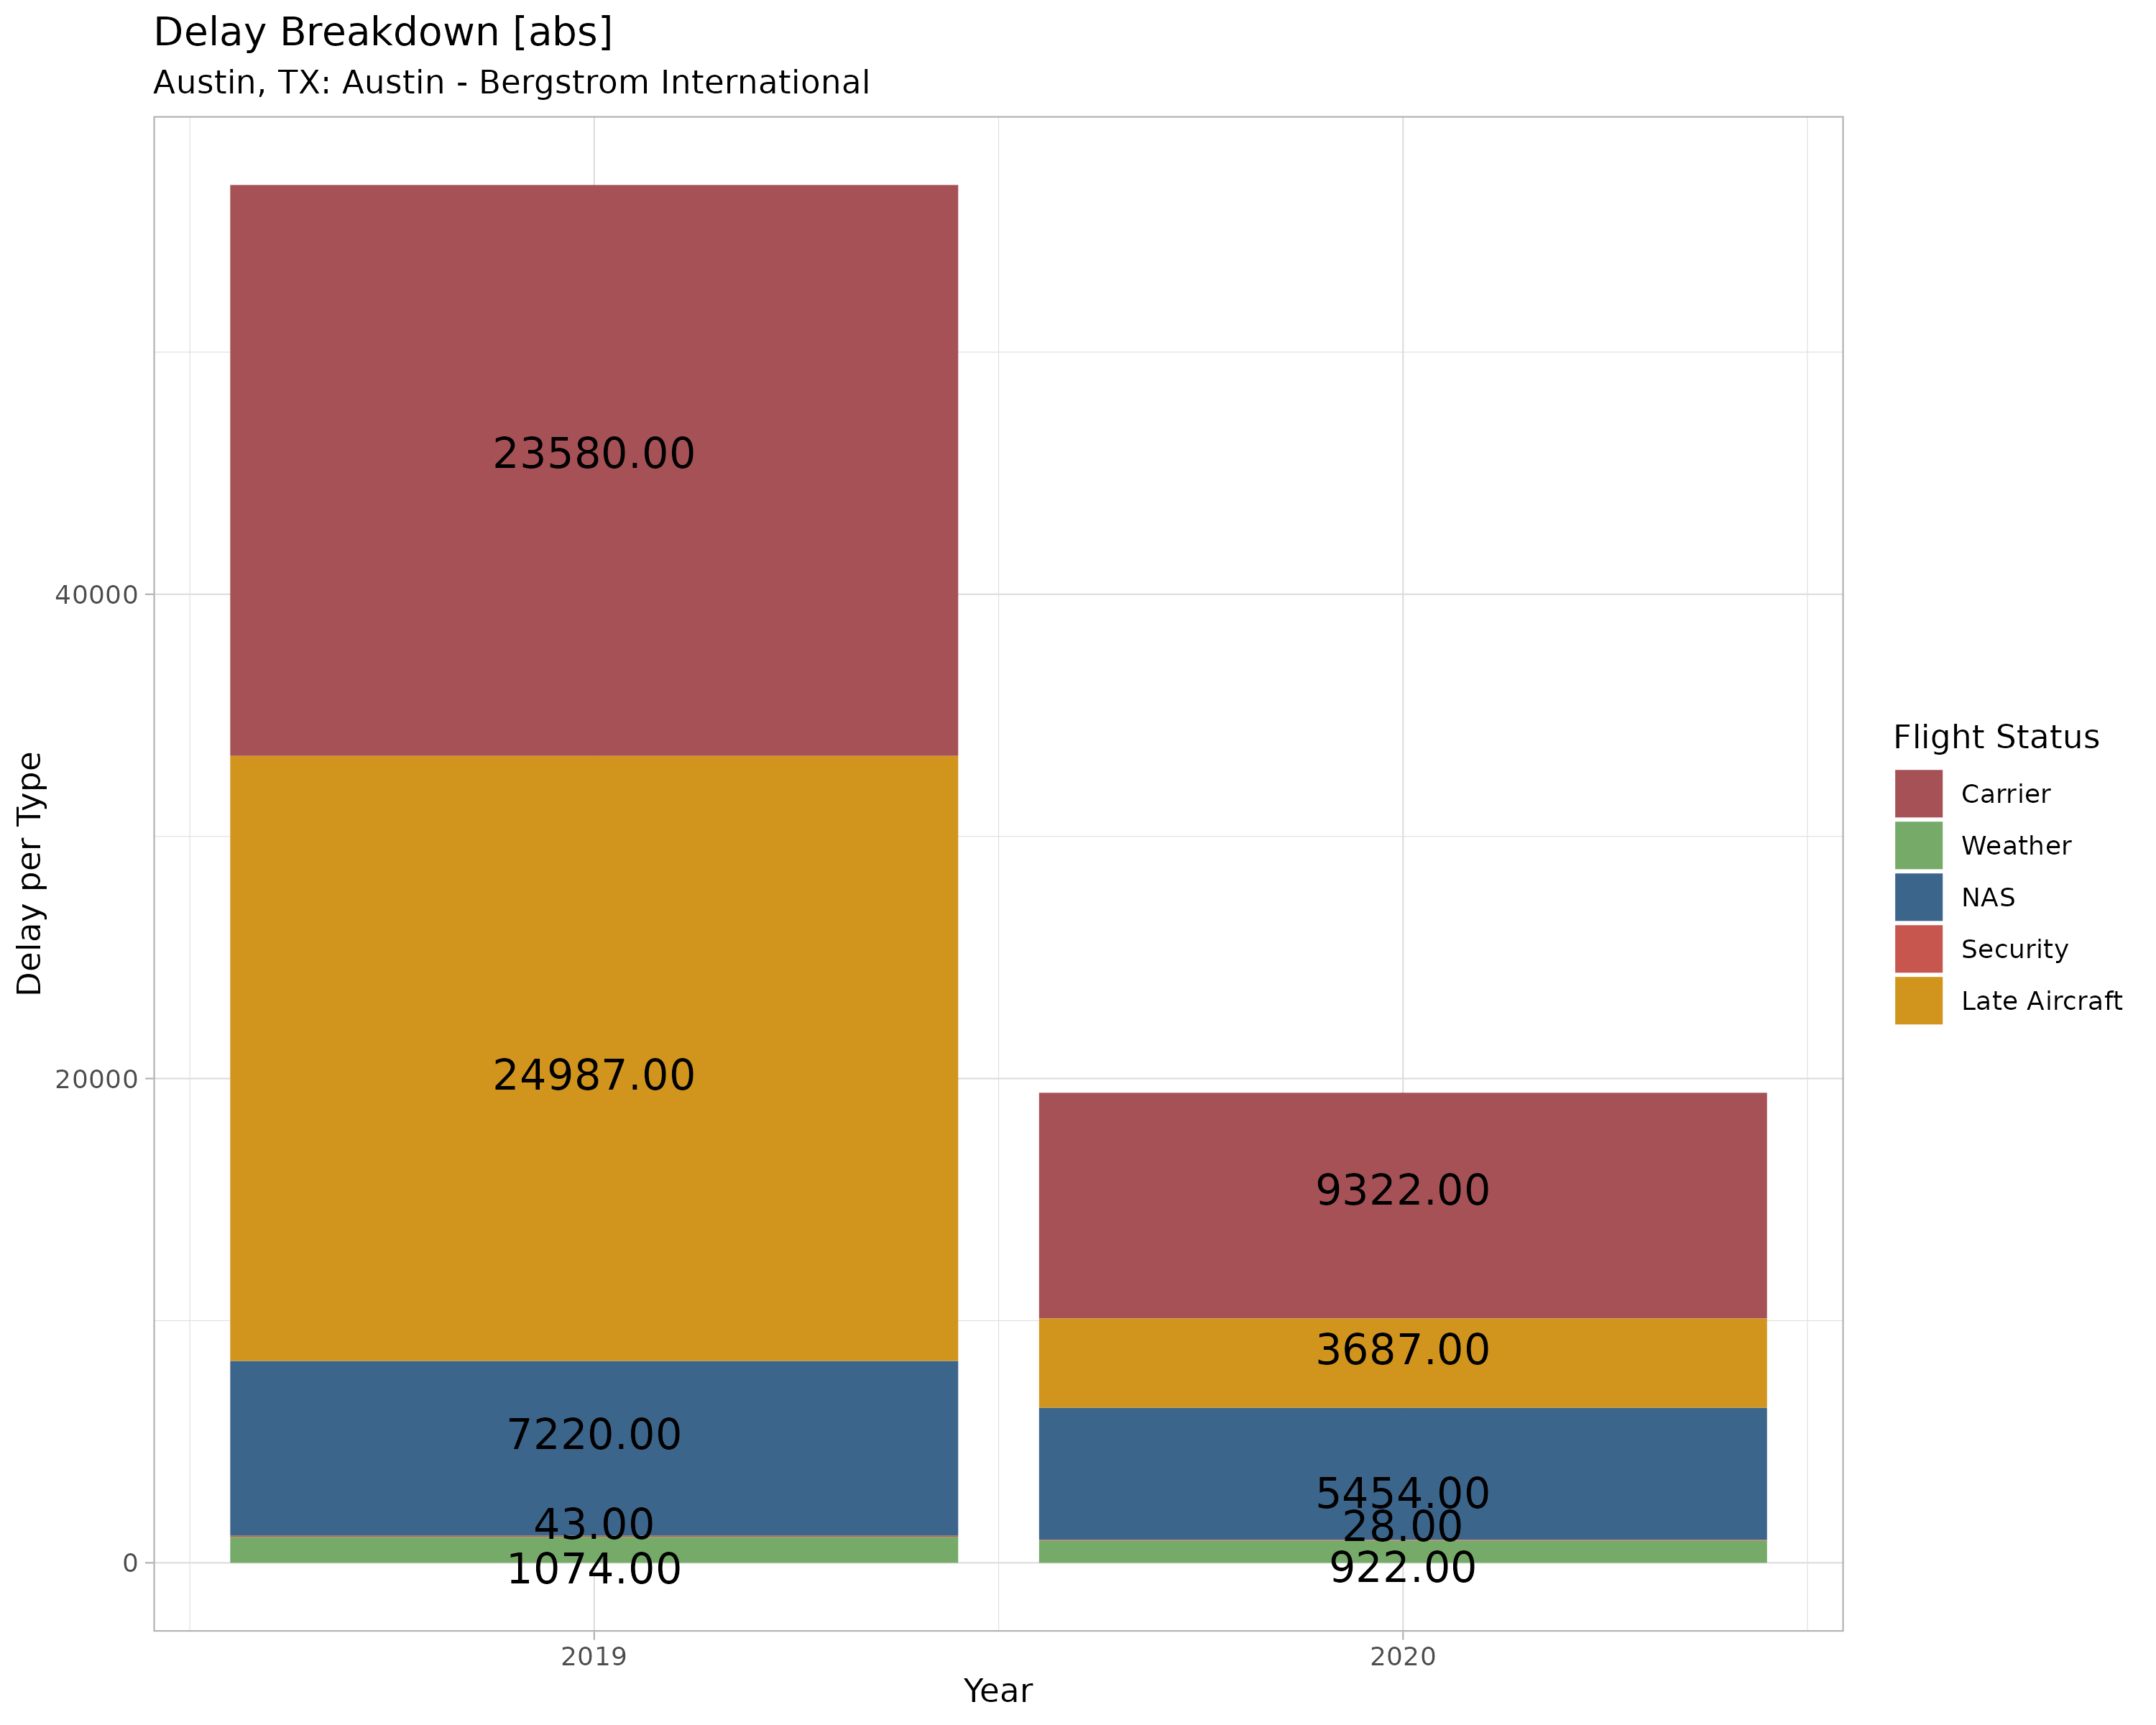 Delay Breakdown [abs]
Austin, TX: Austin - Bergstrom International
Delay per Type
40000
20000
0
23580.00
24987.00
7220.00
43.00
1074.00
9322.00
3687.00
5454.00
28.00
922.00
2019
2020
Year
Flight Status
Carrier
Weather
NAS
Security
Late Aircraft